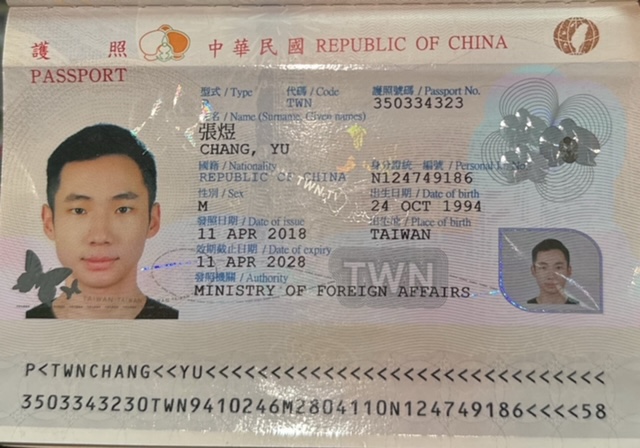 護照 中華民國 REPUBLIC OF CHINA
PASSPORT
型式 / Type 代碼 / Code 護照號碼 / Passport No.
P TWN 350334323
姓名 / Name (Surname, Given names)
張煜
CHANG, YU
國籍 / Nationality 身分證統一編號 / Personal Id. No.
REPUBLIC OF CHINA N124749186
性別 / Sex 出生日期 / Date of birth
M 24 OCT 1994
發照日期 / Date of issue 出生地 / Place of birth
11 APR 2018 TAIWAN
效期截止日期 / Date of expiry
11 APR 2028
發照機關 / Authority
MINISTRY OF FOREIGN AFFAIRS
TWN
P<TWNCHANG<<YU<<<<<<<<<<<<<<<<<<<<<<<<<<<<<<
3503343230TWN9410246M2804110N124749186<<<<58